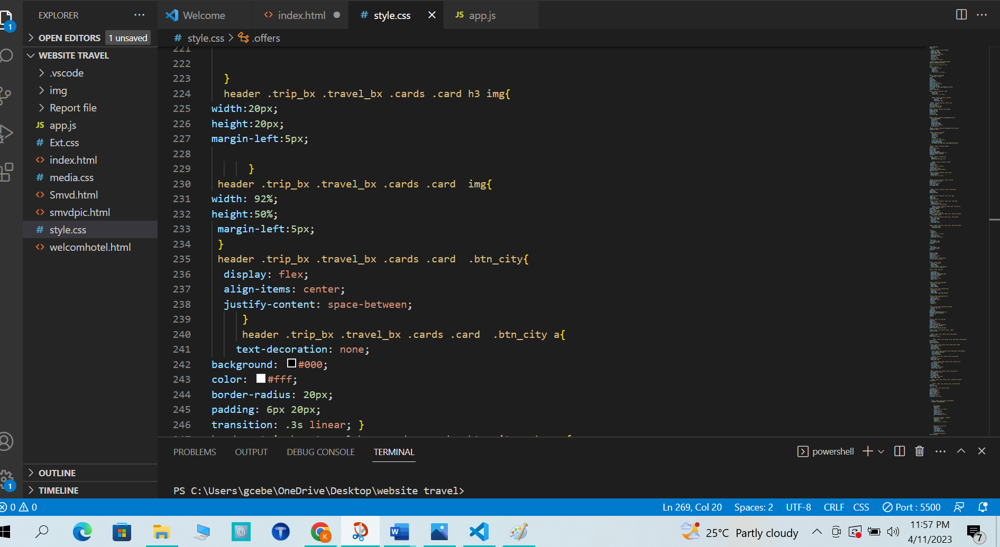 EXPLORER
Welcome
index.html
# style.css
JS app.js
1
OPEN EDITORS 1 unsaved
# style.css > .offers
WEBSITE TRAVEL
.vscode
img
Report file
JS app.js
# Ext.css
<> index.html
# media.css
<> Smvd.html
<> smvdpic.html
# style.css
<> welcomhotel.html
OUTLINE
TIMELINE
1
221
222
223 }
224 header .trip_bx .travel_bx .cards .card h3 img{
225 width:20px;
226 height:20px;
227 margin-left:5px;
228
229 }
230 header .trip_bx .travel_bx .cards .card  img{
231 width: 92%;
232 height:50%;
233 margin-left:5px;
234 }
235 header .trip_bx .travel_bx .cards .card  .btn_city{
236 display: flex;
237 align-items: center;
238 justify-content: space-between;
239 }
240 header .trip_bx .travel_bx .cards .card  .btn_city a{
241 text-decoration: none;
242 background: #000;
243 color: #fff;
244 border-radius: 20px;
245 padding: 6px 20px;
246 transition: .3s linear; }
PROBLEMS OUTPUT DEBUG CONSOLE TERMINAL
powershell
PS C:\Users\gcebe\OneDrive\Desktop\website travel>
0 0
Ln 269, Col 20 Spaces: 2 UTF-8 CRLF CSS Port : 5500
T
K
W
25°C Partly cloudy
11:57 PM
4/11/2023
7